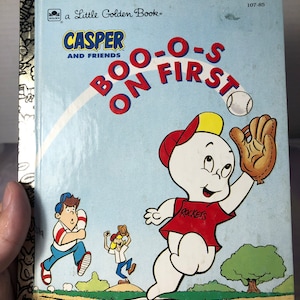 107-85
a Little Golden Book®
CASPER
AND FRIENDS
BOO-O-S
ON FIRST